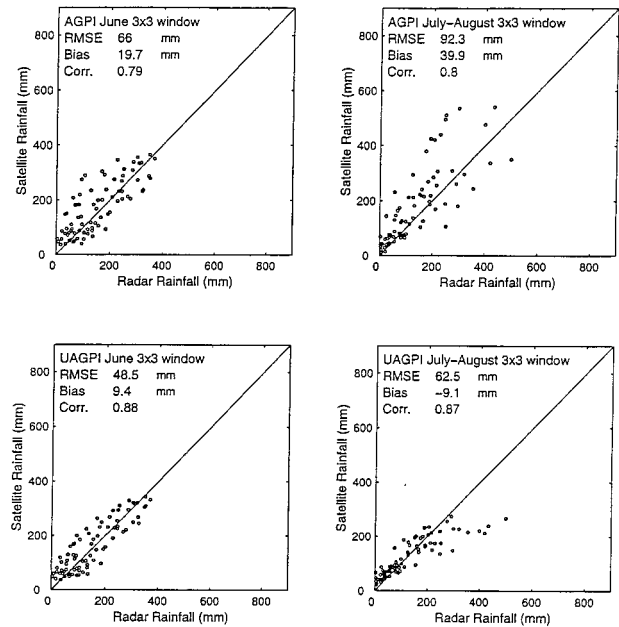 AGPI June 3x3 window
RMSE 66 mm
Bias 19.7 mm
Corr. 0.79
800
600
400
200
0
0 200 400 600 800
Satellite Rainfall (mm)
Radar Rainfall (mm)
AGPI July-August 3x3 window
RMSE 92.3 mm
Bias 39.9 mm
Corr. 0.8
800
600
400
200
0
0 200 400 600 800
Satellite Rainfall (mm)
Radar Rainfall (mm)
UAGPI June 3x3 window
RMSE 48.5 mm
Bias 9.4 mm
Corr. 0.88
800
600
400
200
0
0 200 400 600 800
Satellite Rainfall (mm)
Radar Rainfall (mm)
UAGPI July-August 3x3 window
RMSE 62.5 mm
Bias -9.1 mm
Corr. 0.87
800
600
400
200
0
0 200 400 600 800
Satellite Rainfall (mm)
Radar Rainfall (mm)